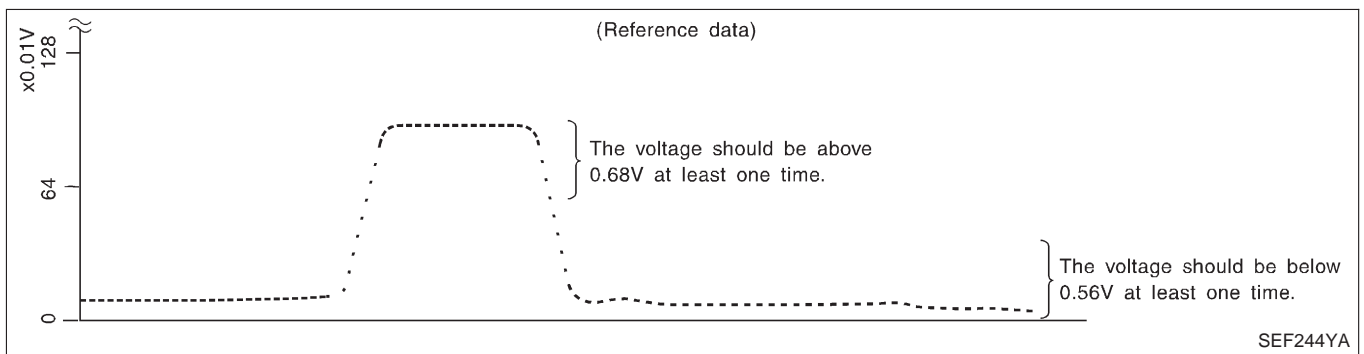 (Reference data)
x0.01V
128
64
0
The voltage should be above
0.68V at least one time.
The voltage should be below
0.56V at least one time.
SEF244YA